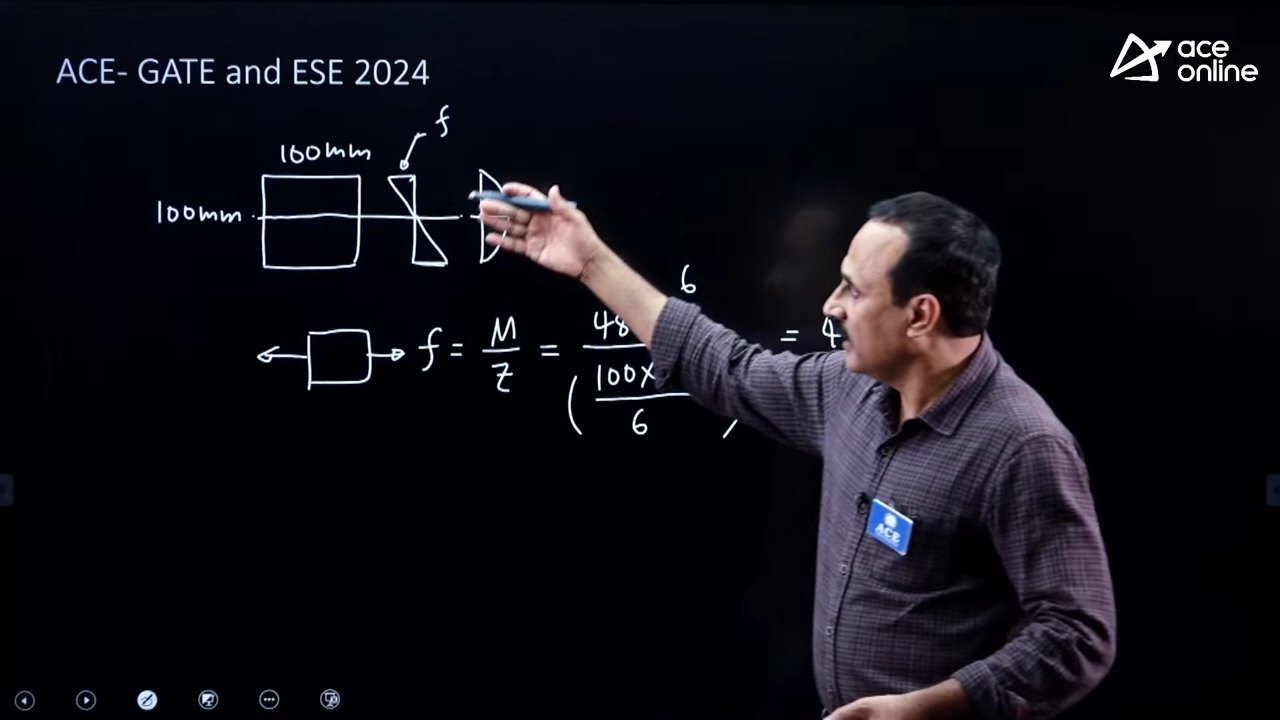 ACE- GATE and ESE 2024
ace
online
f
100mm
100mm
6
f = M/Z = 48
= 4
100x
( 6
ACE